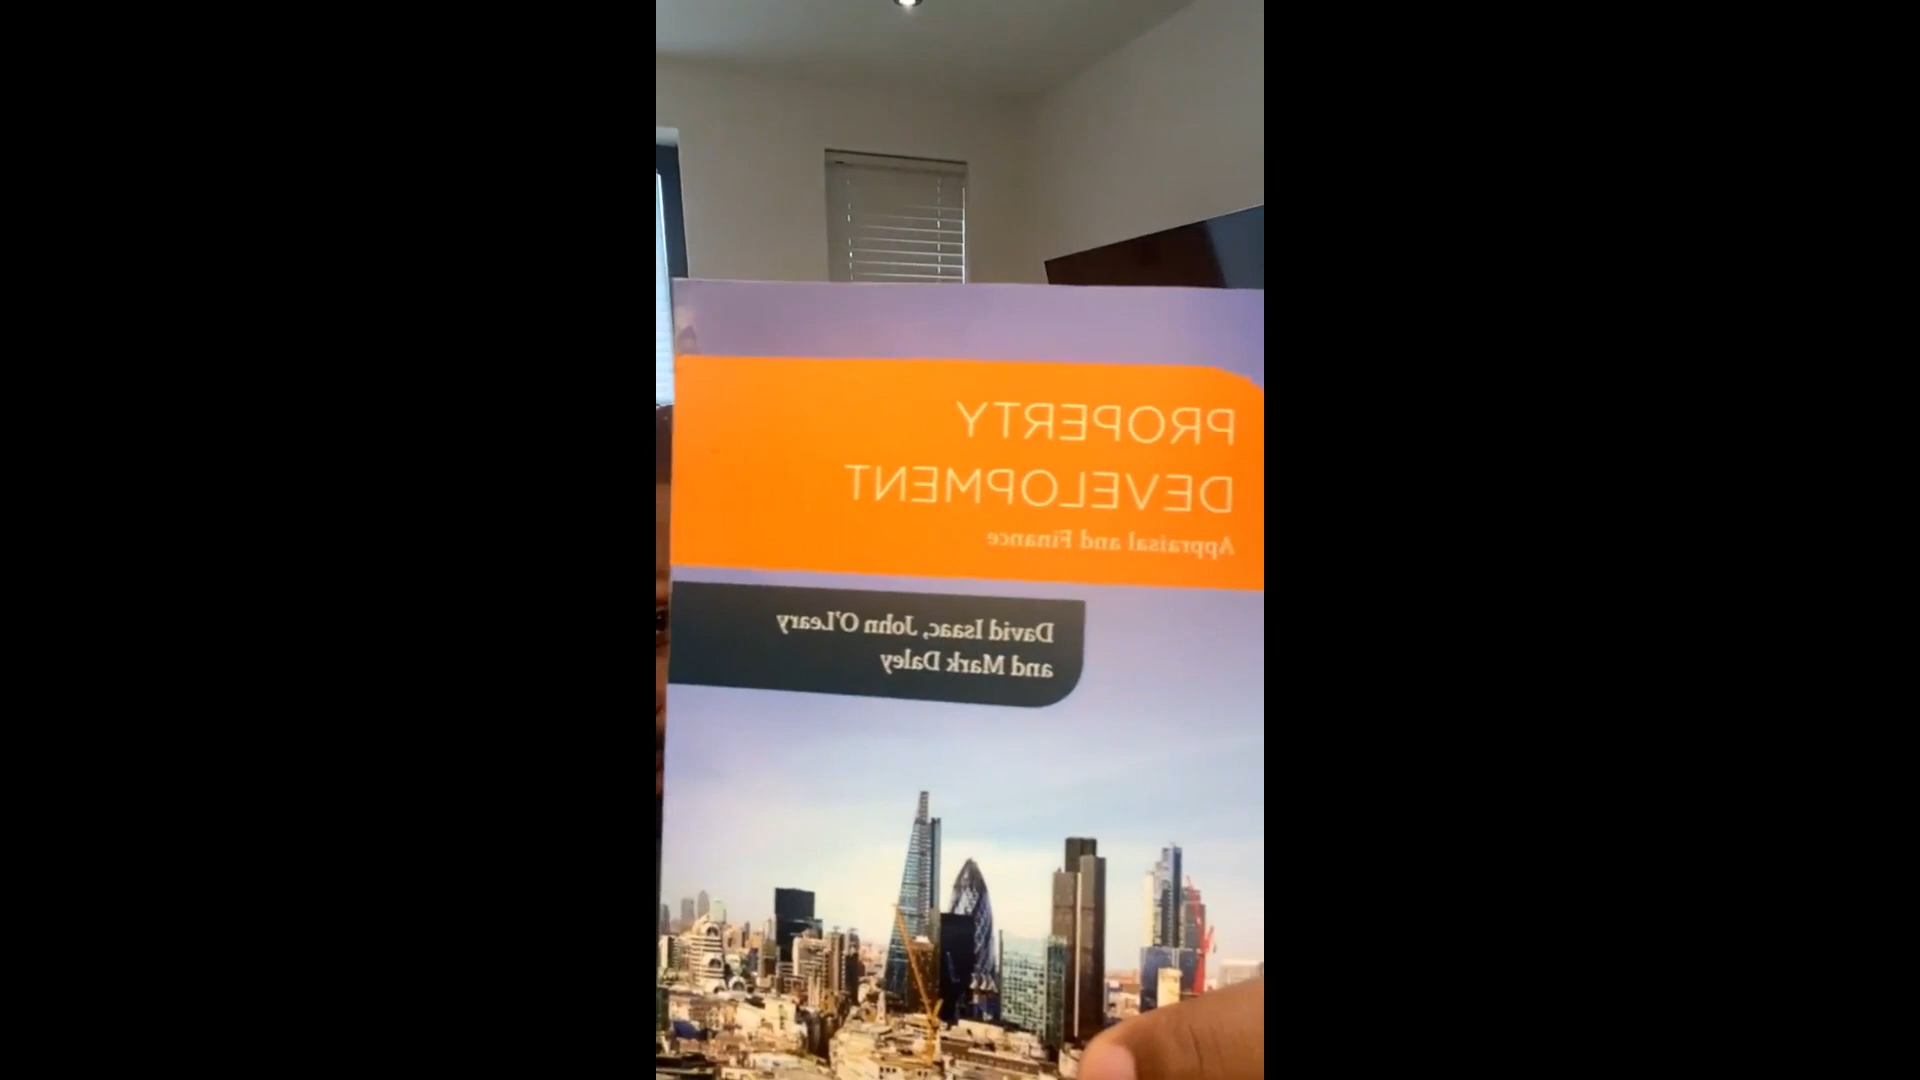 PROPERTY
DEVELOPMENT
Appraisal and Finance
David Isaac, John O'Leary
and Mark Daley